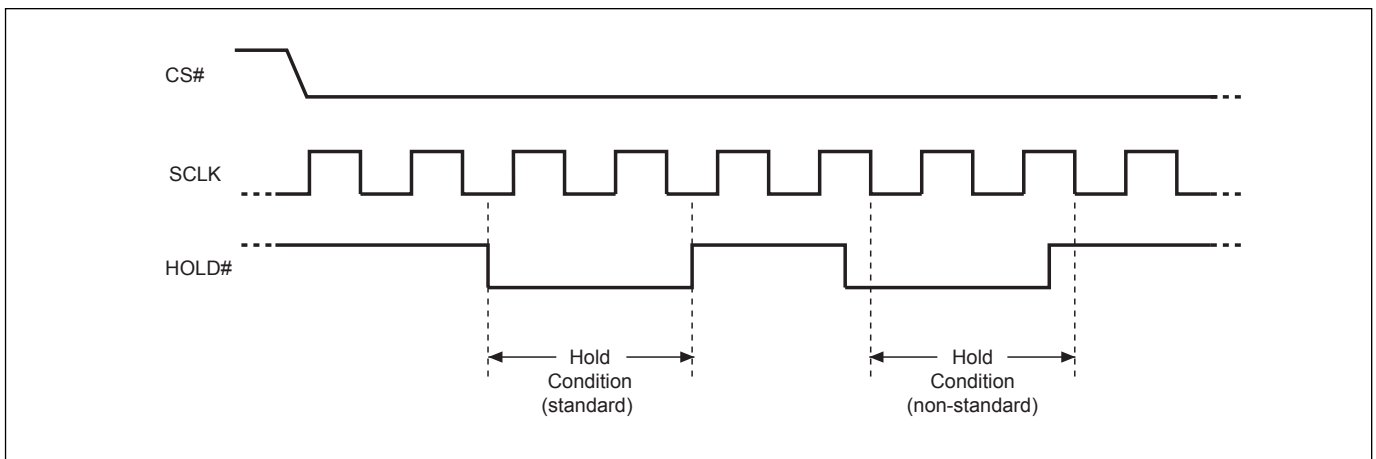 CS#
SCLK
HOLD#
Hold
Condition
(standard)
Hold
Condition
(non-standard)